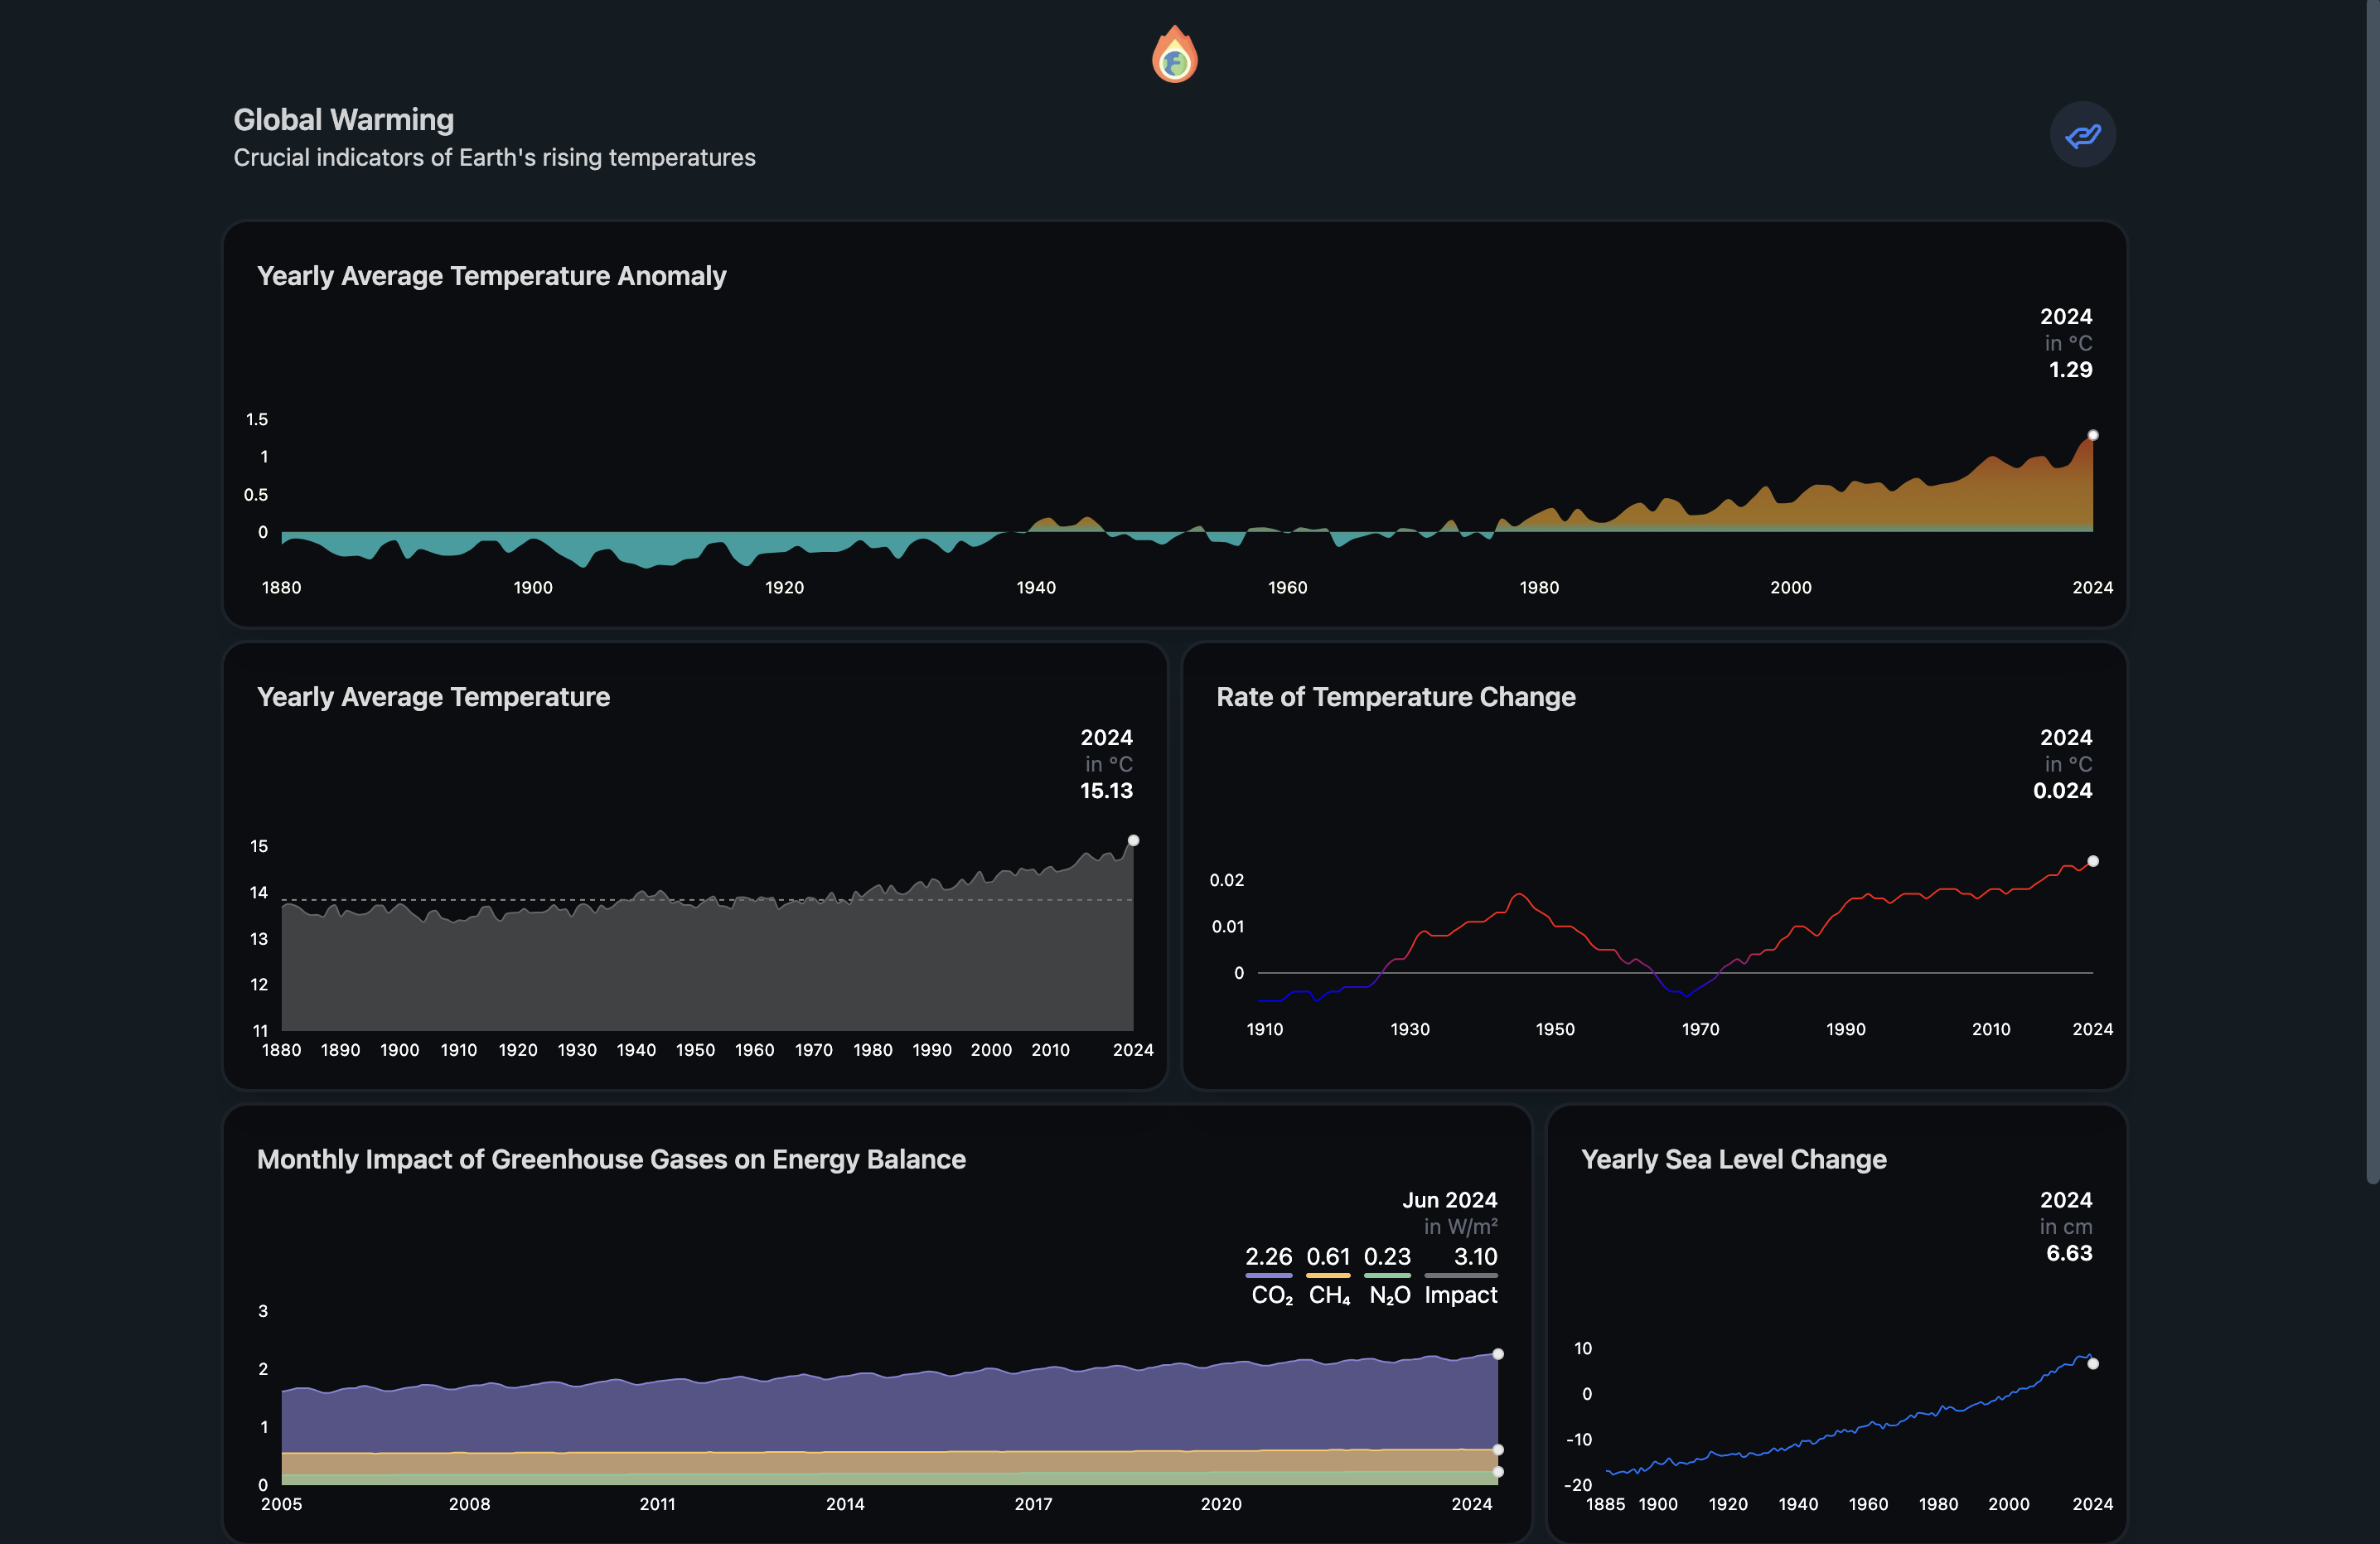 Global Warming
Crucial indicators of Earth's rising temperatures
Yearly Average Temperature Anomaly
2024
in °C
1.29
1.5
1
0.5
0
1880 1900 1920 1940 1960 1980 2000 2024
Yearly Average Temperature
2024
in °C
15.13
15
14
13
12
11
1880 1890 1900 1910 1920 1930 1940 1950 1960 1970 1980 1990 2000 2010 2024
Rate of Temperature Change
2024
in °C
0.024
0.02
0.01
0
1910 1930 1950 1970 1990 2010 2024
Monthly Impact of Greenhouse Gases on Energy Balance
Jun 2024
in W/m²
2.26 0.61 0.23 3.10
CO₂ CH₄ N₂O Impact
3
2
1
0
2005 2008 2011 2014 2017 2020 2024
Yearly Sea Level Change
2024
in cm
6.63
10
0
-10
-20
1885 1900 1920 1940 1960 1980 2000 2024